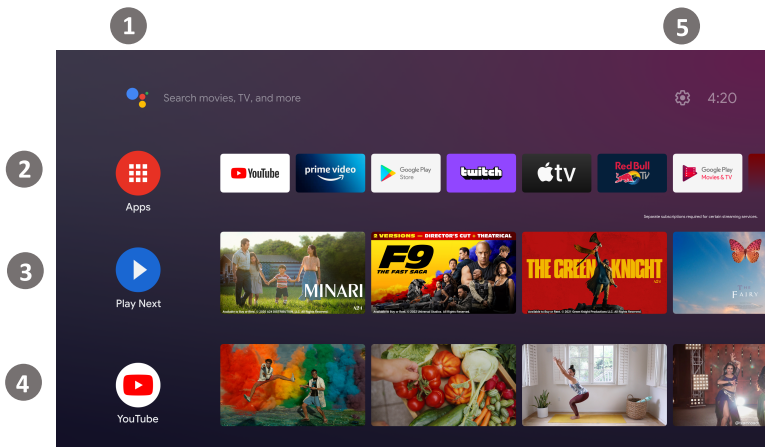 1
5
Search movies, TV, and more
4:20
2
Apps
YouTube
prime video
Google Play
Store
twitch
tv
Red Bull
TV
Google Play
Movies & TV
Separate subscriptions required for certain streaming services.
3
Play Next
MINARI
2 VERSIONS — DIRECTOR'S CUT + THEATRICAL
F9
THE FAST SAGA
THE GREEN KNIGHT
FAIRY
4
YouTube